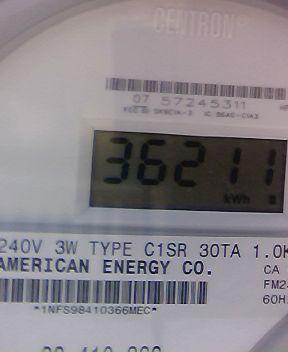 CENTRON
07 57245311
36211
kWh
240V 3W TYPE C1SR 30TA 1.0K
AMERICAN ENERGY CO.
CA
FM2
60H
*1NFS98410366MEC*